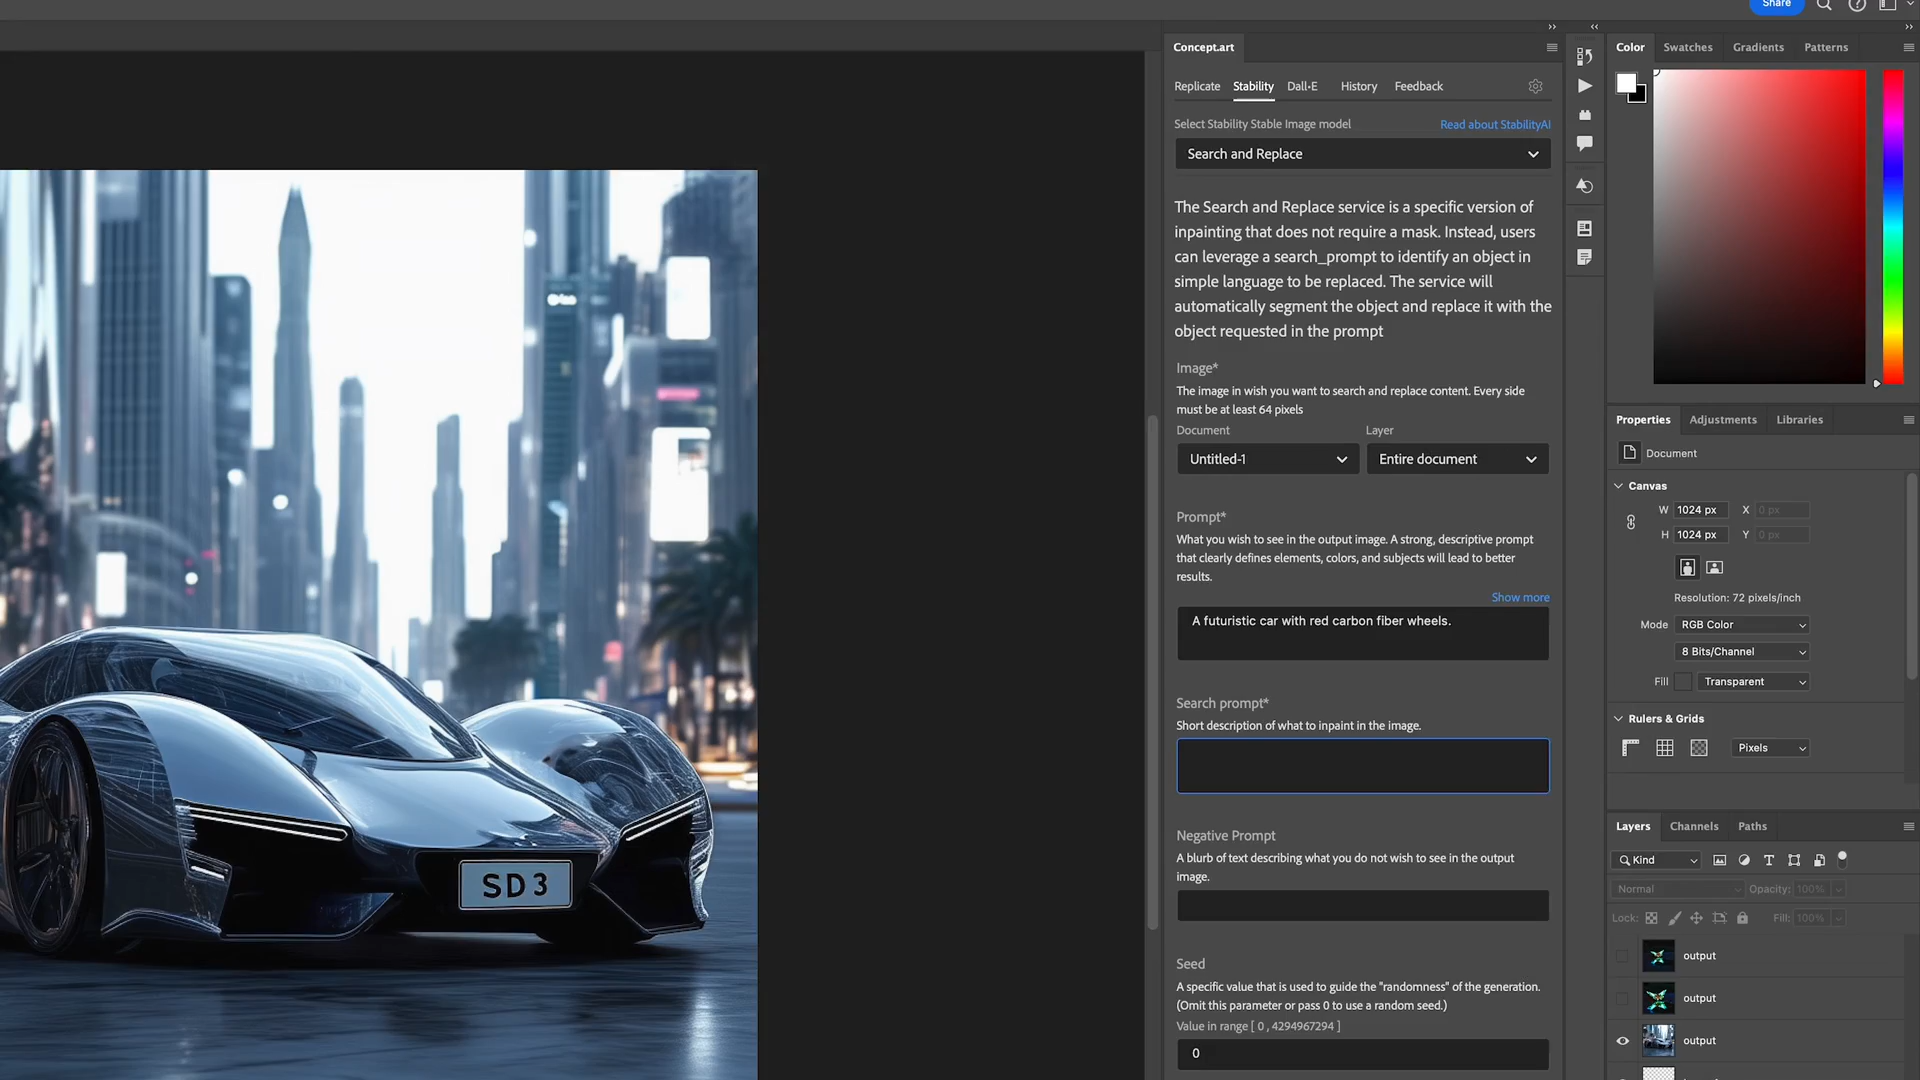 Share
Concept.art
Replicate Stability Dall•E History Feedback
Select Stability Stable Image model Read about StabilityAI
Search and Replace
The Search and Replace service is a specific version of
inpainting that does not require a mask. Instead, users
can leverage a search_prompt to identify an object in
simple language to be replaced. The service will
automatically segment the object and replace it with the
object requested in the prompt
Image*
The image in wish you want to search and replace content. Every side
must be at least 64 pixels
Document Layer
Untitled-1 Entire document
Prompt*
What you wish to see in the output image. A strong, descriptive prompt
that clearly defines elements, colors, and subjects will lead to better
results.
Show more
A futuristic car with red carbon fiber wheels.
Search prompt*
Short description of what to inpaint in the image.
Negative Prompt
A blurb of text describing what you do not wish to see in the output
image.
Seed
A specific value that is used to guide the "randomness" of the generation.
(Omit this parameter or pass 0 to use a random seed.)
Value in range [ 0 , 4294967294 ]
0
SD3
Color Swatches Gradients Patterns
Properties Adjustments Libraries
Document
Canvas
W 1024 px X 0 px
H 1024 px Y 0 px
Resolution: 72 pixels/inch
Mode RGB Color
8 Bits/Channel
Fill Transparent
Rulers & Grids
Pixels
Layers Channels Paths
Kind
Normal Opacity: 100%
Lock: Fill: 100%
output
output
output